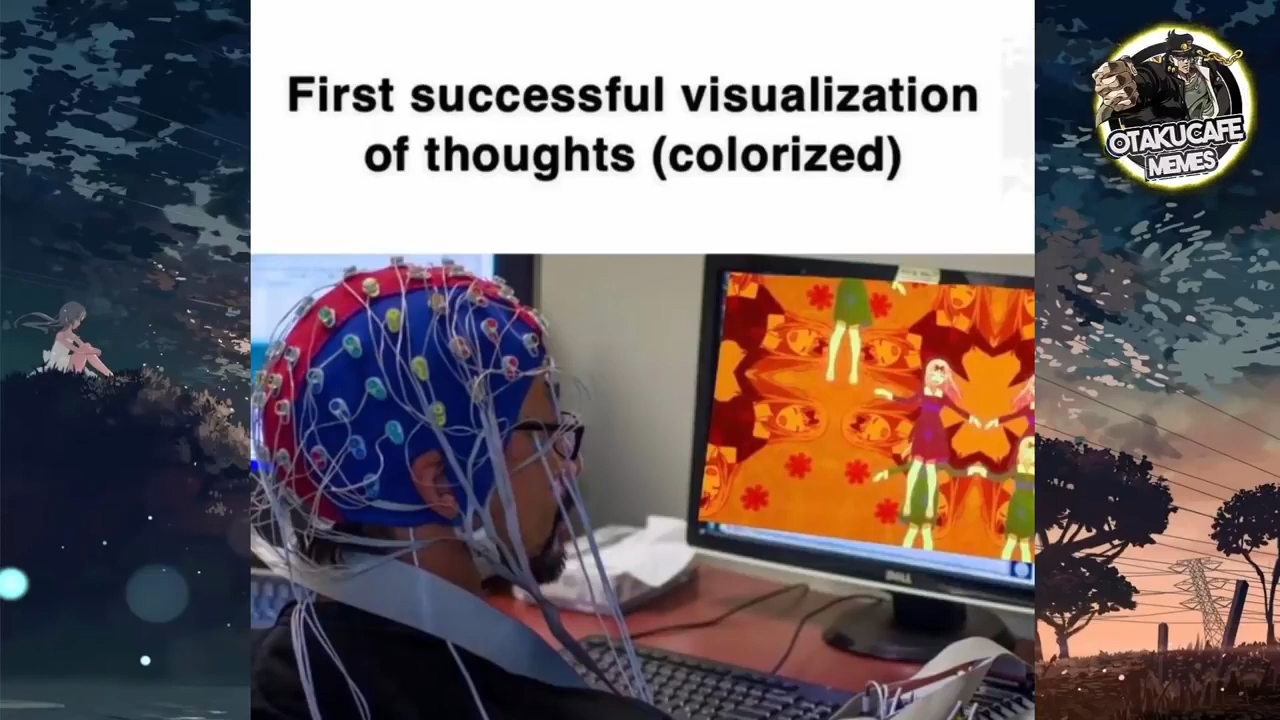 First successful visualization
of thoughts (colorized)
OTAKUCAFE
MEMES
DELL